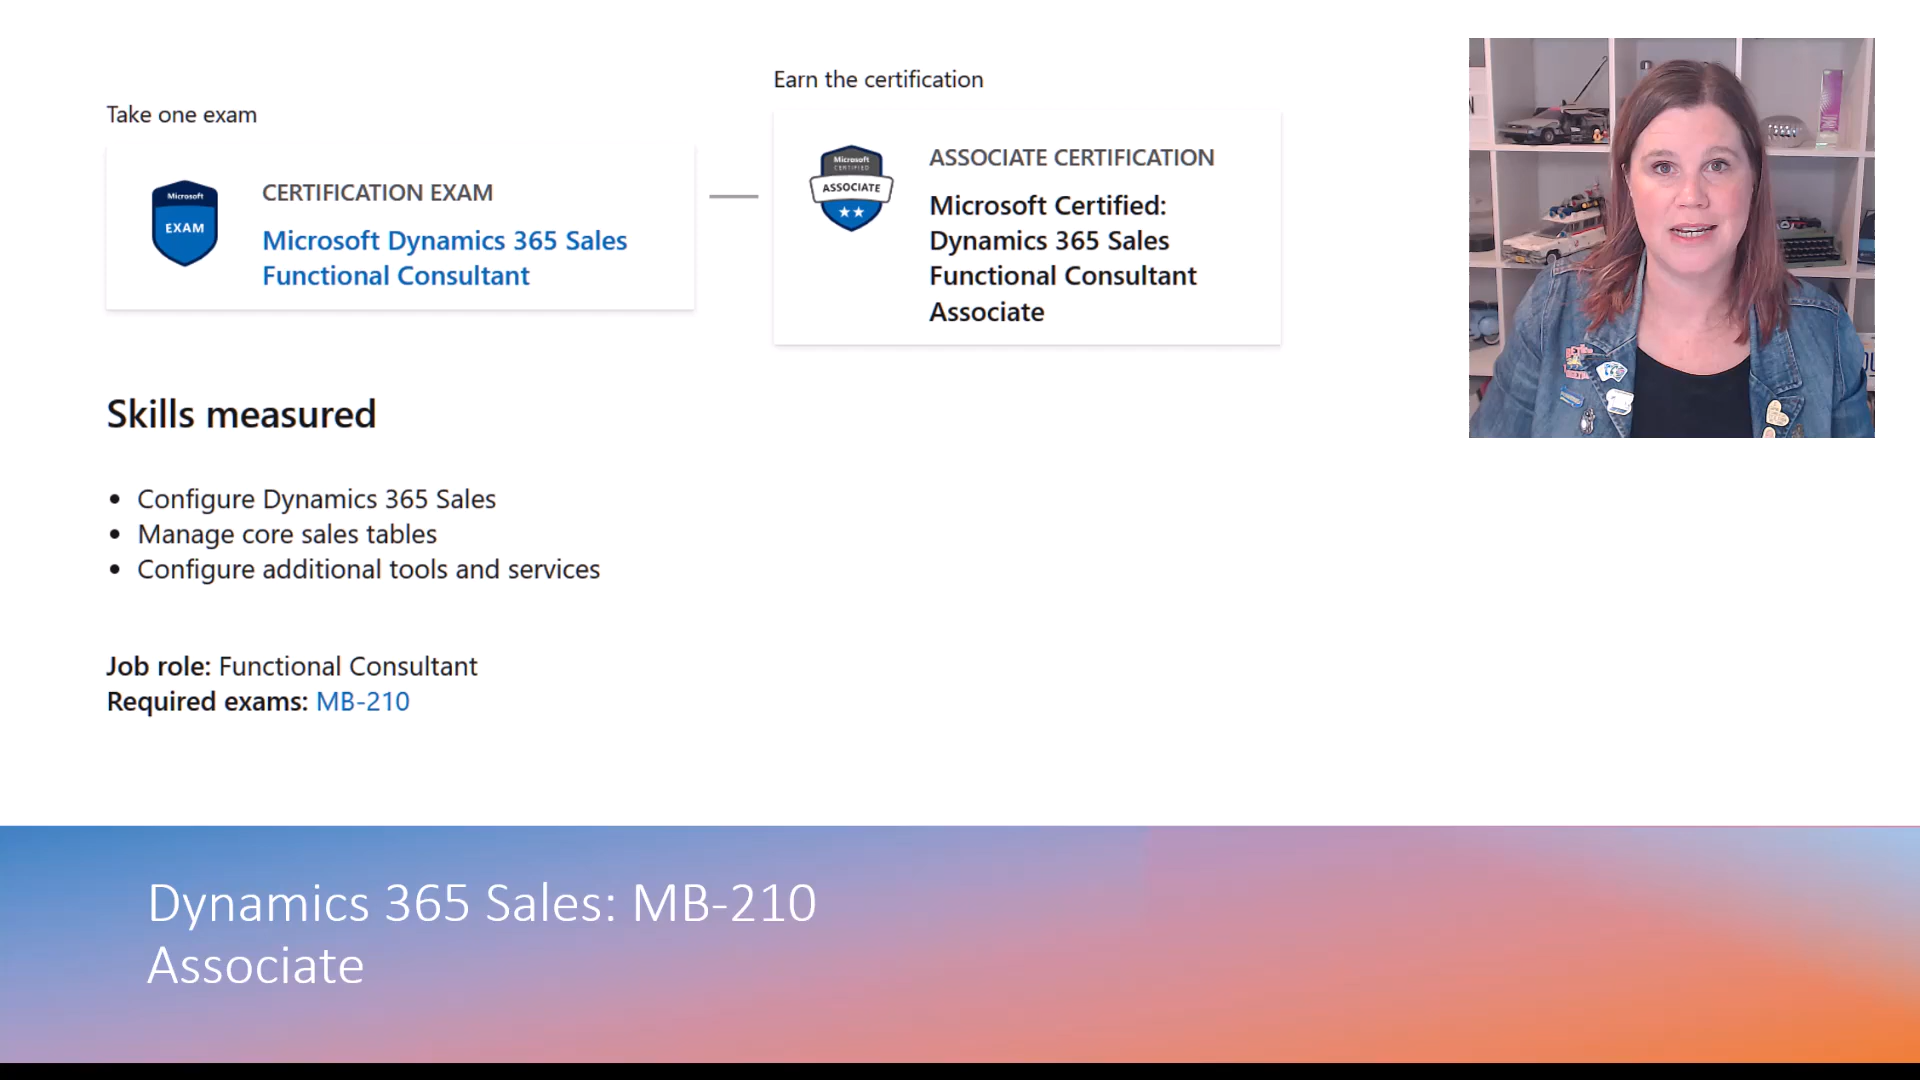 Take one exam
Microsoft
EXAM
CERTIFICATION EXAM
Microsoft Dynamics 365 Sales
Functional Consultant
Earn the certification
Microsoft
CERTIFIED
ASSOCIATE
ASSOCIATE CERTIFICATION
Microsoft Certified:
Dynamics 365 Sales
Functional Consultant
Associate
Skills measured
• Configure Dynamics 365 Sales
• Manage core sales tables
• Configure additional tools and services
Job role: Functional Consultant
Required exams: MB-210
Dynamics 365 Sales: MB-210
Associate